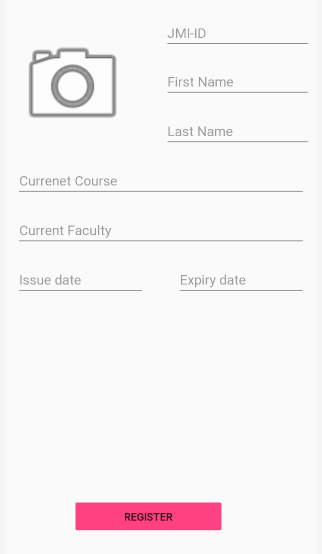 JMI-ID
First Name
Last Name
Currenet Course
Current Faculty
Issue date
Expiry date
REGISTER